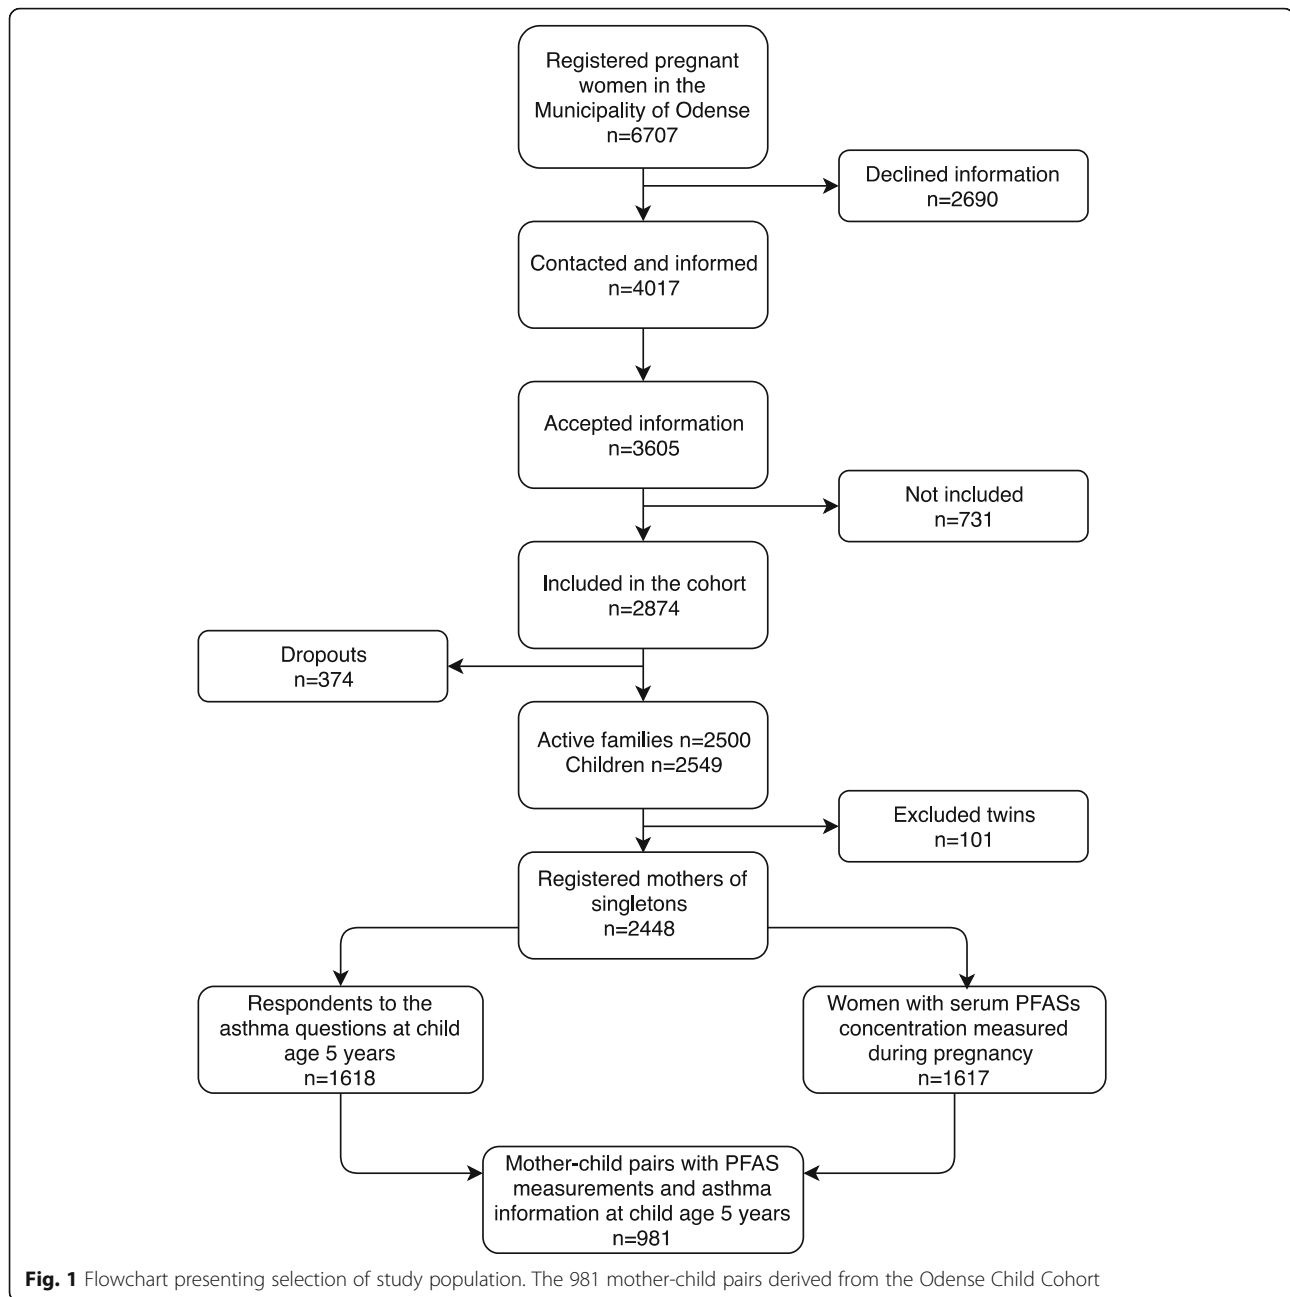 Registered pregnant
women in the
Municipality of Odense
n=6707
Declined information
n=2690
Contacted and informed
n=4017
Accepted information
n=3605
Not included
n=731
Included in the cohort
n=2874
Dropouts
n=374
Active families n=2500
Children n=2549
Excluded twins
n=101
Registered mothers of
singletons
n=2448
Respondents to the
asthma questions at child
age 5 years
n=1618
Women with serum PFASs
concentration measured
during pregnancy
n=1617
Mother-child pairs with PFAS
measurements and asthma
information at child age 5 years
n=981
Fig. 1 Flowchart presenting selection of study population. The 981 mother-child pairs derived from the Odense Child Cohort